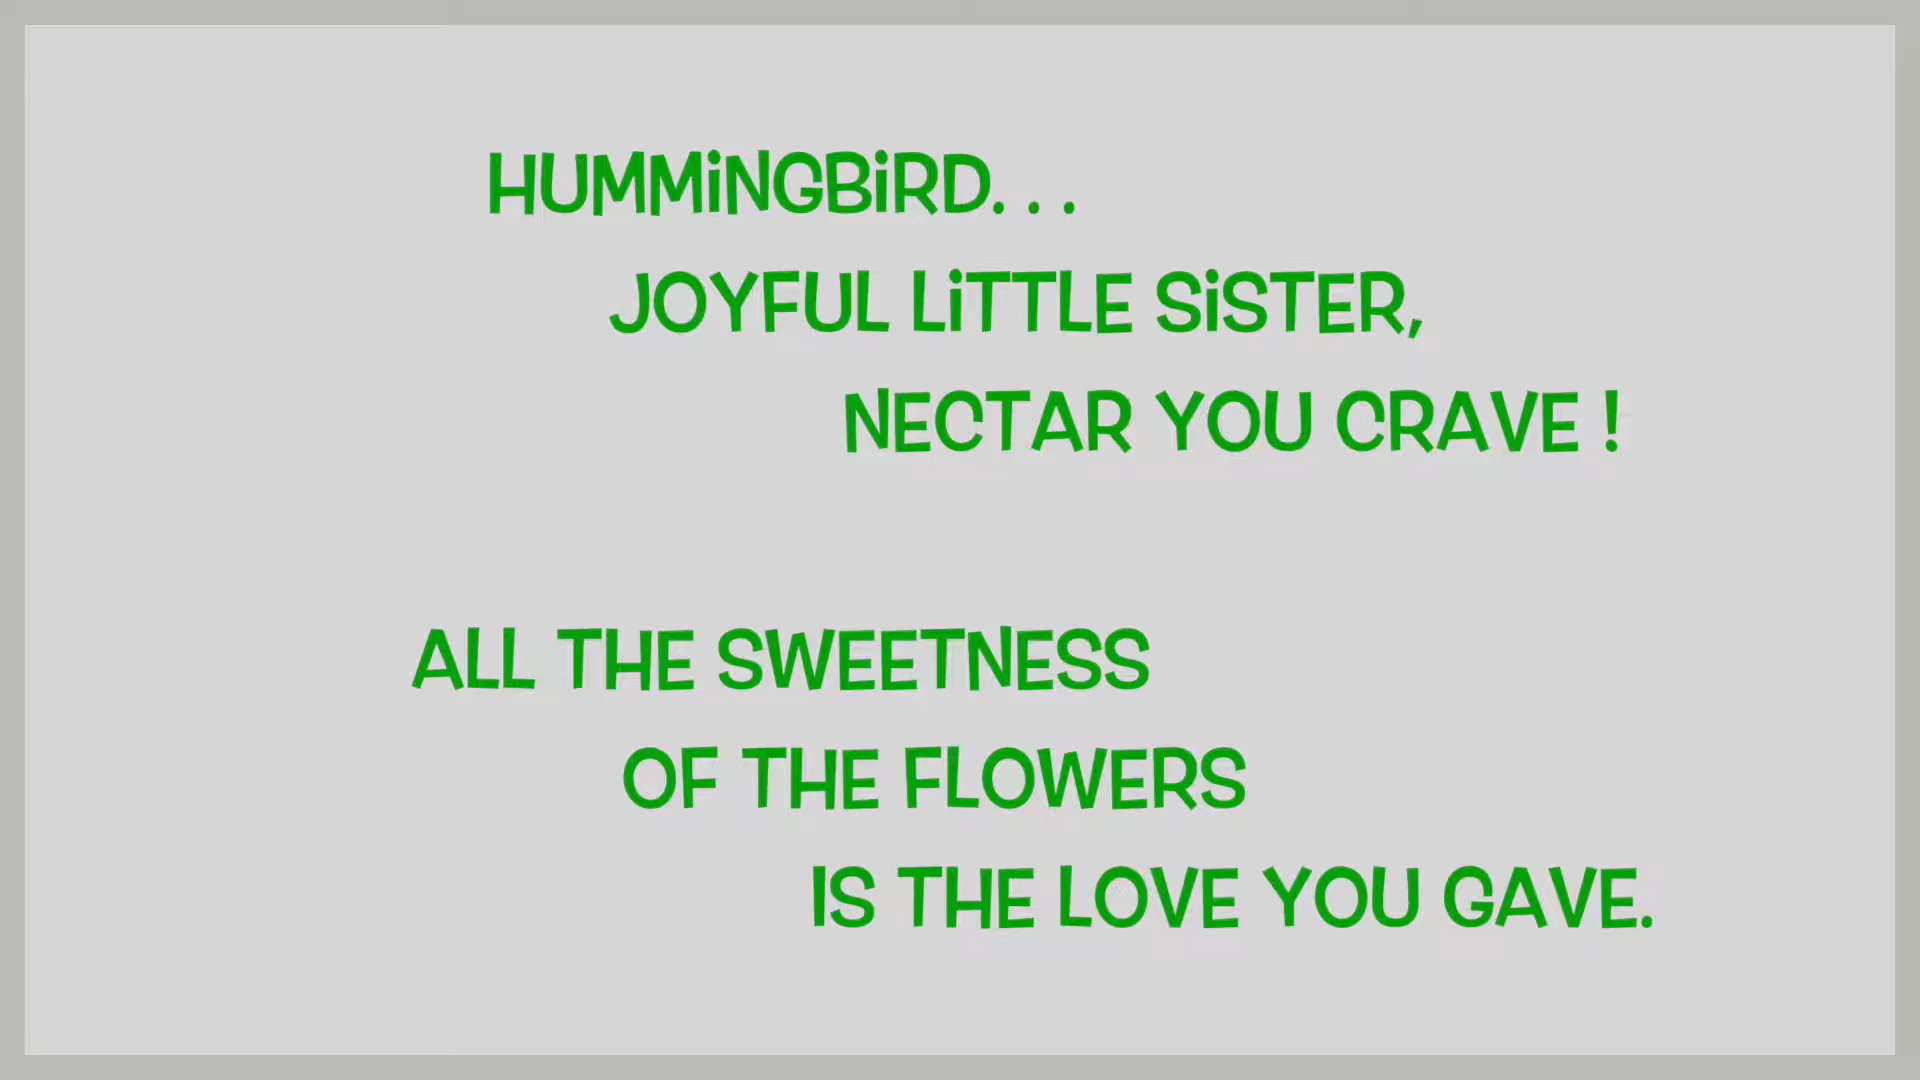 HUMMiNGBiRD. . .
JOYFUL LiTTLE SiSTER,
NECTAR YOU CRAVE !
ALL THE SWEETNESS
OF THE FLOWERS
IS THE LOVE YOU GAVE.